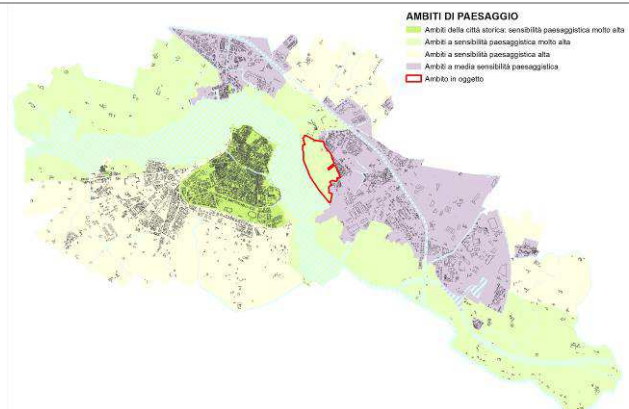 AMBITI DI PAESAGGIO
Ambiti della città storica: sensibilità paesaggistica molto alta
Ambiti a sensibilità paesaggistica molto alta
Ambiti a sensibilità paesaggistica alta
Ambiti a media sensibilità paesaggistica
Ambito in oggetto